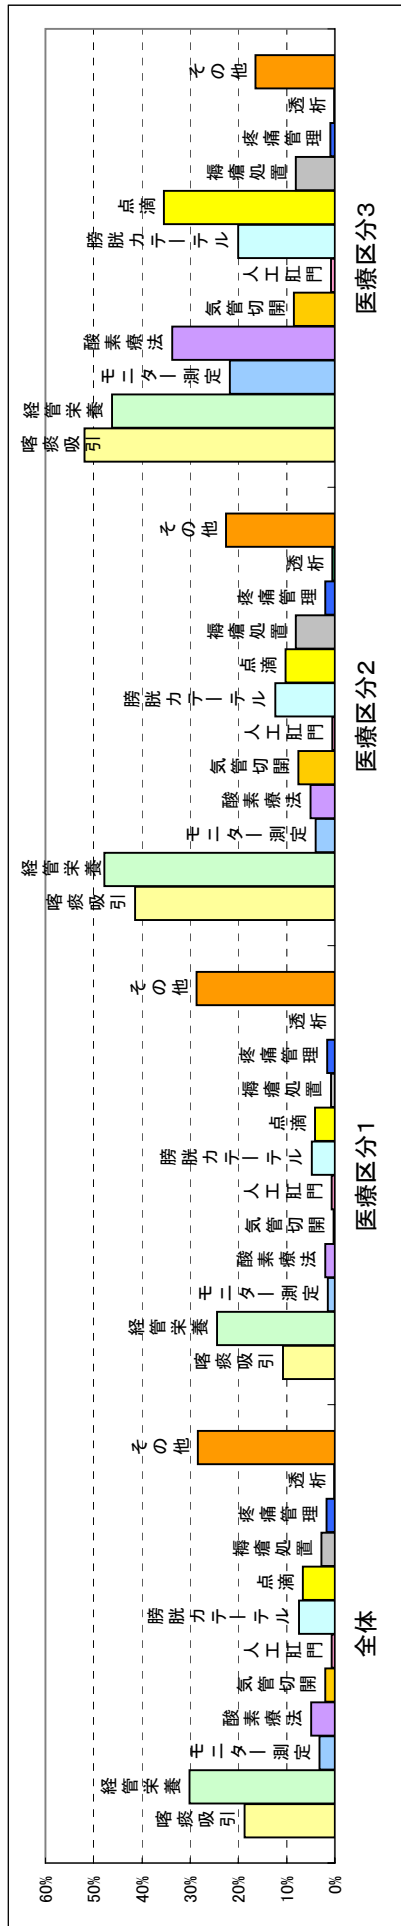 60%
50%
40%
30%
20%
10%
0%
喀痰吸引
経管栄養
モニター測定
酸素療法
気管切開
人工肛門
膀胱カテーテル
点滴
褥瘡処置
疼痛管理
透析
その他
全体
喀痰吸引
経管栄養
モニター測定
酸素療法
気管切開
人工肛門
膀胱カテーテル
点滴
褥瘡処置
疼痛管理
透析
その他
医療区分1
喀痰吸引
経管栄養
モニター測定
酸素療法
気管切開
人工肛門
膀胱カテーテル
点滴
褥瘡処置
疼痛管理
透析
その他
医療区分2
喀痰吸引
経管栄養
モニター測定
酸素療法
気管切開
人工肛門
膀胱カテーテル
点滴
褥瘡処置
疼痛管理
透析
その他
医療区分3